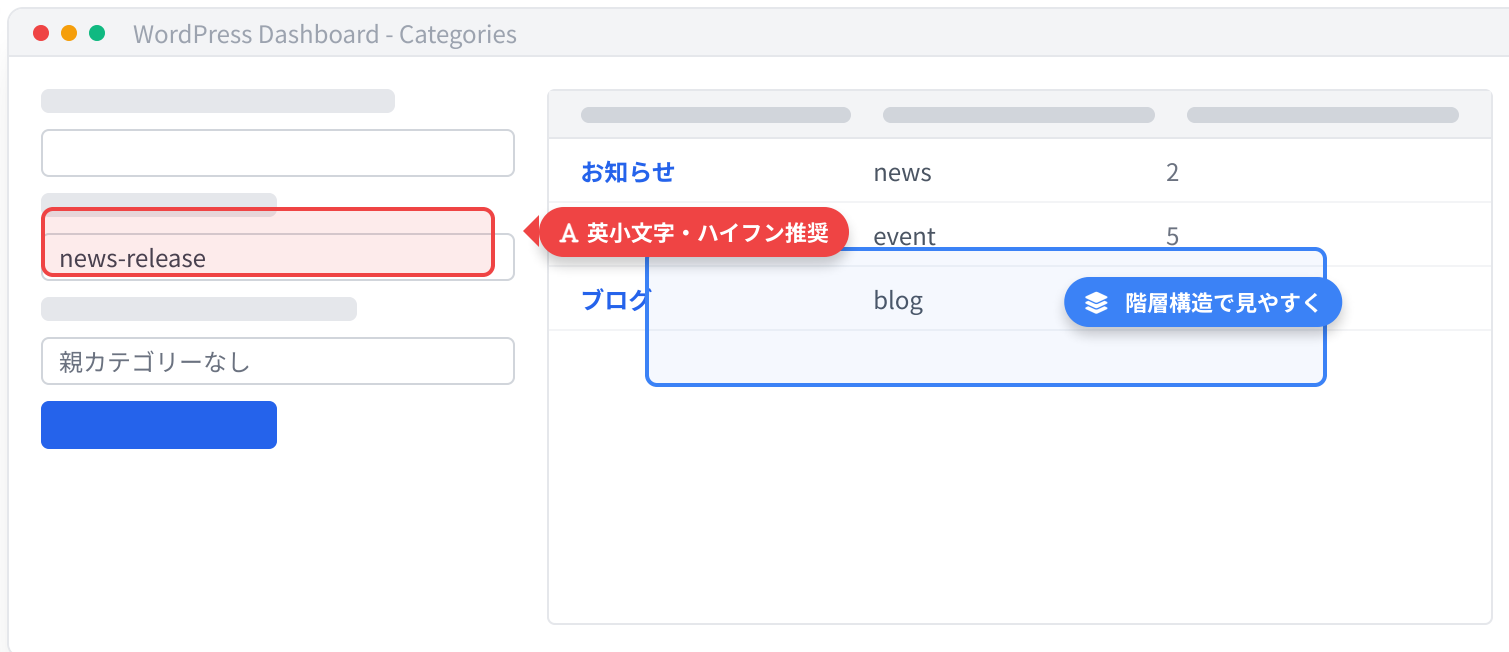 WordPress Dashboard - Categories
news-release
親カテゴリーなし
お知らせ news 2
A 英小文字・ハイフン推奨
event 5
ブログ blog
階層構造で見やすく